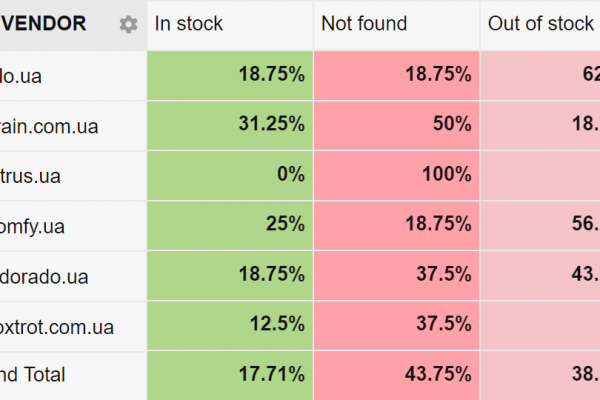 VENDOR In stock Not found Out of stock
lo.ua 18.75% 18.75% 62
rain.com.ua 31.25% 50% 18.
trus.ua 0% 100%
omfy.ua 25% 18.75% 56.
dorado.ua 18.75% 37.5% 43.
oxtrot.com.ua 12.5% 37.5%
nd Total 17.71% 43.75% 38.